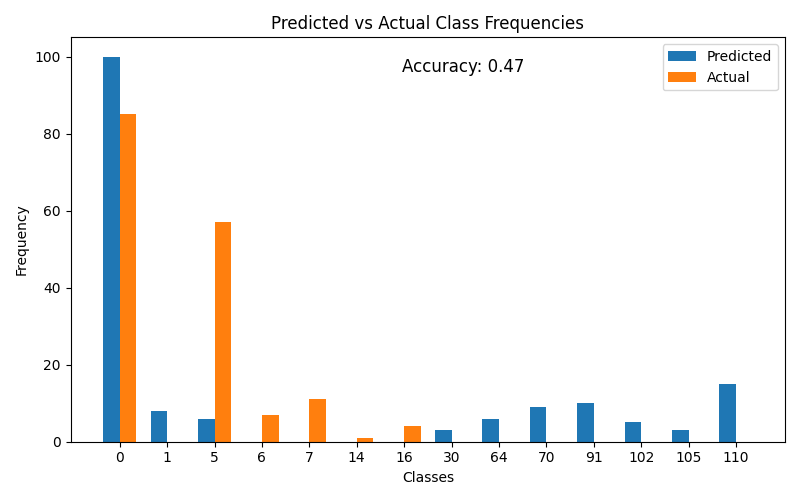 Predicted vs Actual Class Frequencies
Accuracy: 0.47
Predicted
Actual
Frequency
100
80
60
40
20
0
0 1 5 6 7 14 16 30 64 70 91 102 105 110
Classes